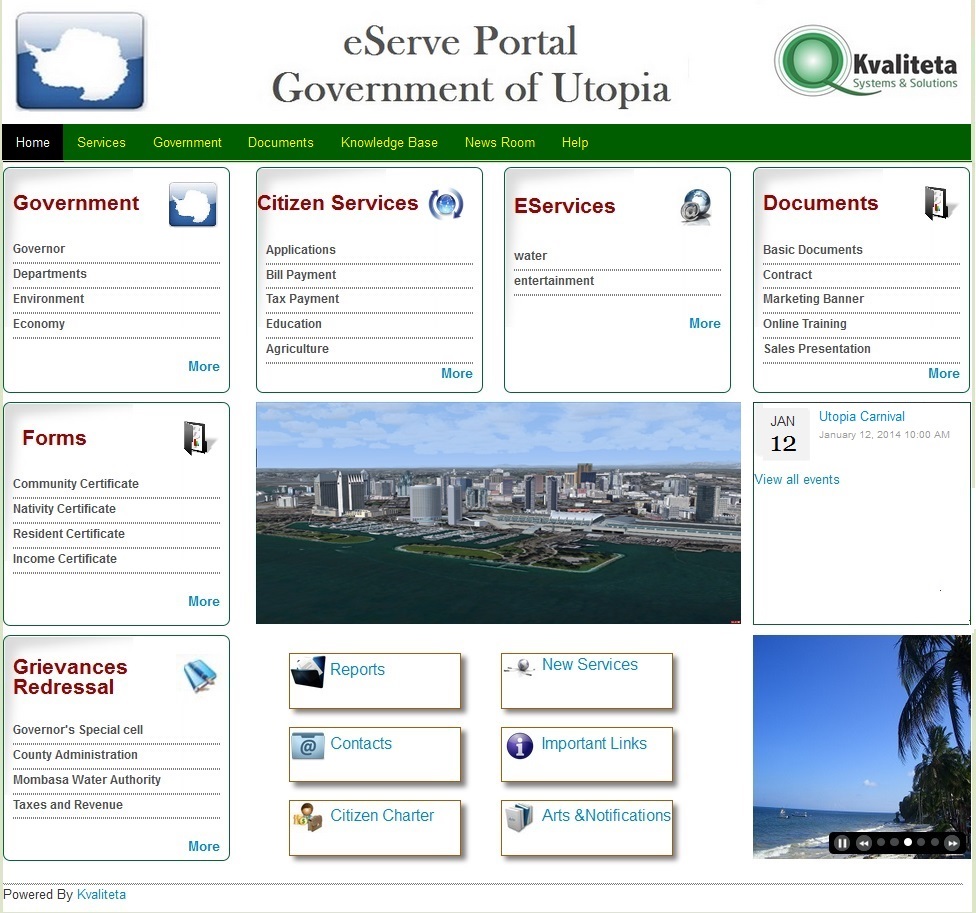 eServe Portal
Government of Utopia
Kvaliteta
Systems & Solutions
Home Services Government Documents Knowledge Base News Room Help
Government
Governor
Departments
Environment
Economy
More
Citizen Services
Applications
Bill Payment
Tax Payment
Education
Agriculture
More
EServices
water
entertainment
More
Documents
Basic Documents
Contract
Marketing Banner
Online Training
Sales Presentation
More
Forms
Community Certificate
Nativity Certificate
Resident Certificate
Income Certificate
More
JAN
12
Utopia Carnival
January 12, 2014 10:00 AM
View all events
Grievances
Redressal
Governor's Special cell
County Administration
Mombasa Water Authority
Taxes and Revenue
More
Reports
New Services
Contacts
Important Links
Citizen Charter
Arts &Notifications
Powered By Kvaliteta